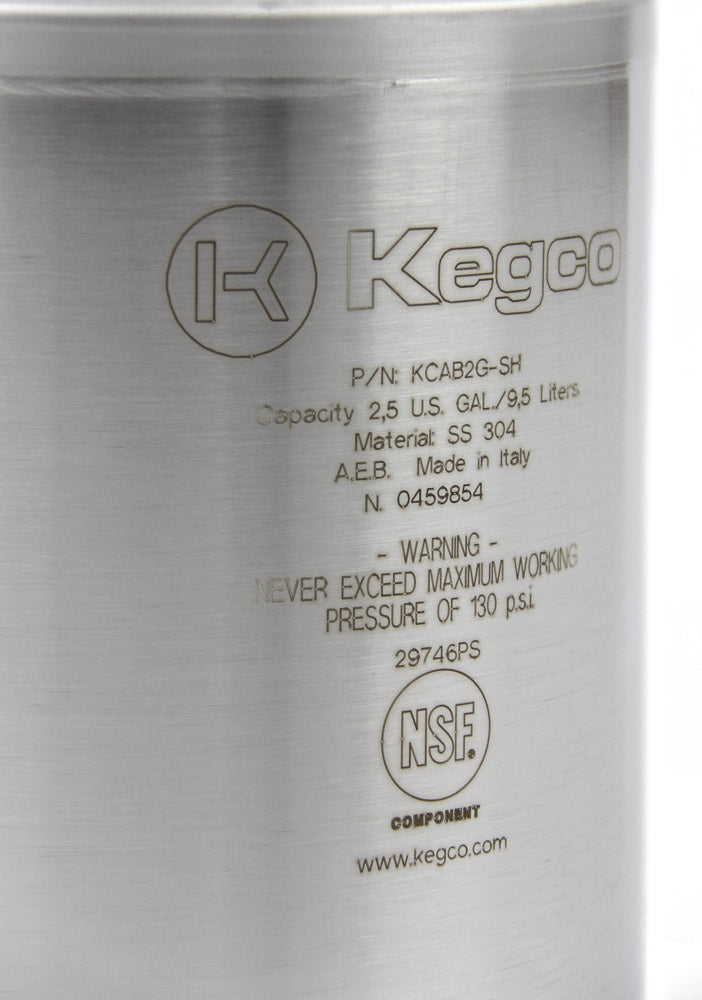 K Kegco
P/N: KCAB2G-SH
Capacity 2,5 U.S. GAL./9,5 Liters
Material: SS 304
A.E.B. Made in Italy
N. 0459854
- WARNING -
NEVER EXCEED MAXIMUM WORKING
PRESSURE OF 130 p.s.i.
29746PS
NSF®
COMPONENT
www.kegco.com